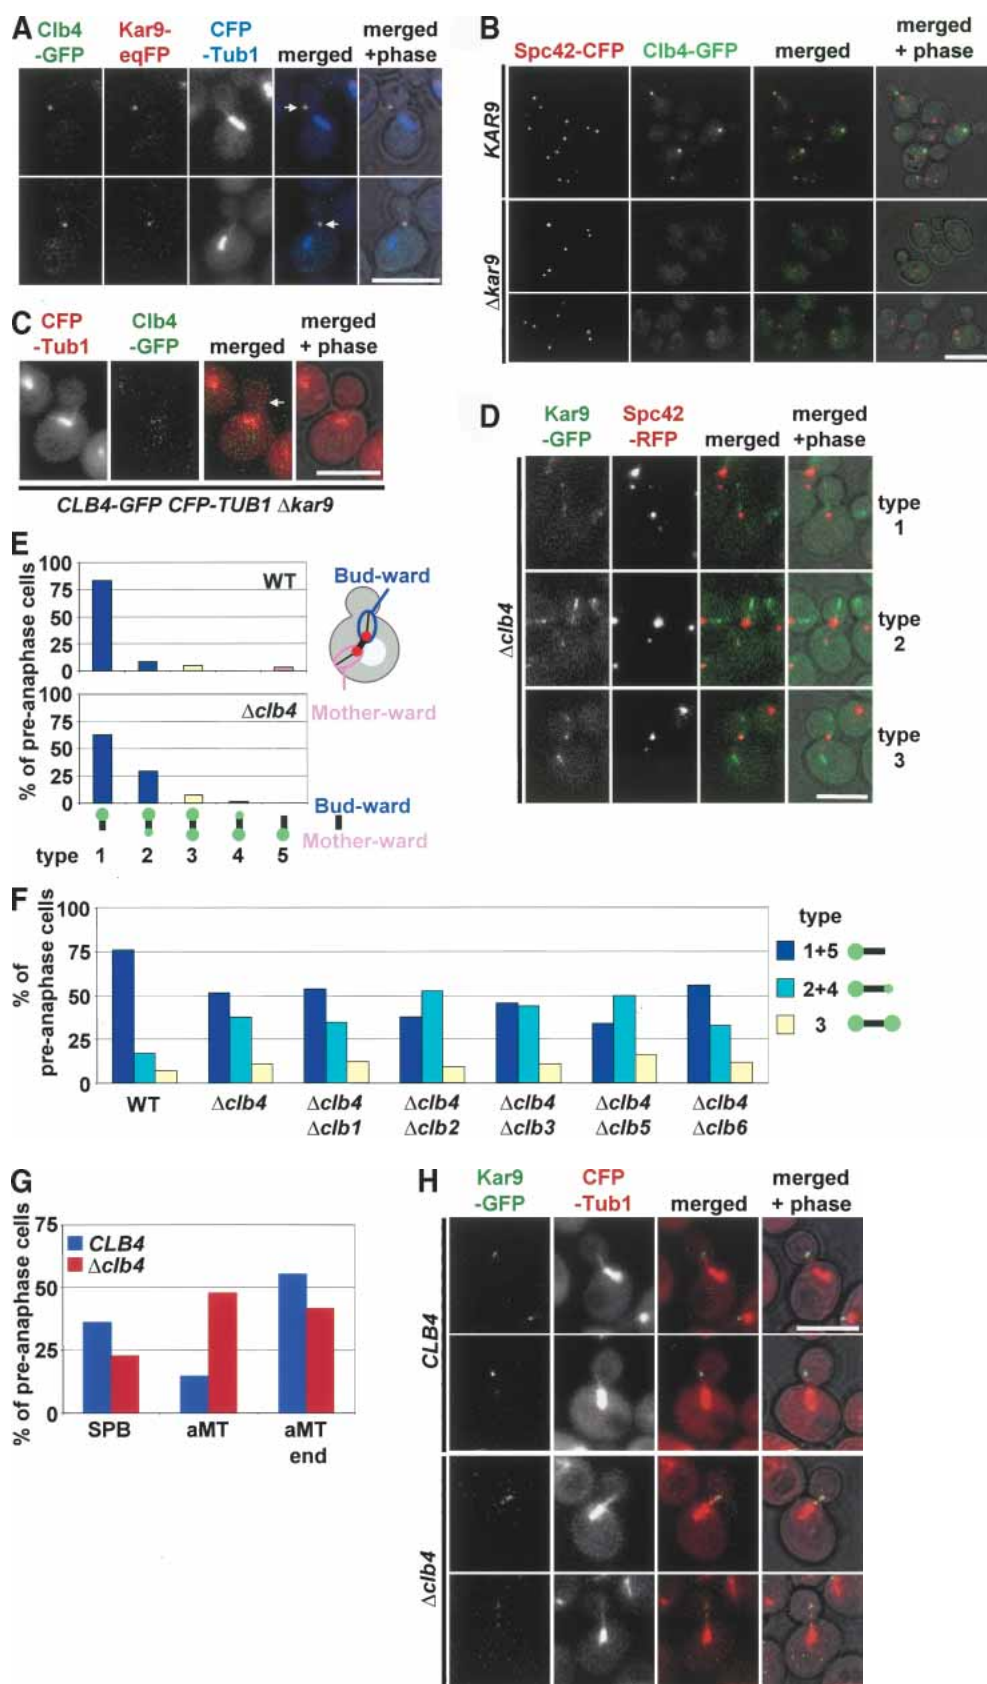 A
Clb4 -GFP
Kar9- eqFP
CFP -Tub1
merged
merged +phase
B
Spc42-CFP
Clb4-GFP
merged
merged + phase
KAR9
Δkar9
C
CFP -Tub1
Clb4 -GFP
merged
merged + phase
CLB4-GFP CFP-TUB1 Δkar9
D
Kar9 -GFP
Spc42 -RFP
merged
merged +phase
Δclb4
type 1
type 2
type 3
E
% of pre-anaphase cells
100
75
50
25
0
WT
Bud-ward
Mother-ward
100
75
50
25
0
Δclb4
Bud-ward
Mother-ward
type 1 2 3 4 5
F
% of
pre-anaphase cells
100
75
50
25
0
WT
Δclb4
Δclb4 Δclb1
Δclb4 Δclb2
Δclb4 Δclb3
Δclb4 Δclb5
Δclb4 Δclb6
type
1+5
2+4
3
G
% of pre-anaphase cells
75
50
25
0
CLB4
Δclb4
SPB
aMT
aMT end
H
Kar9 -GFP
CFP -Tub1
merged
merged + phase
CLB4
Δclb4